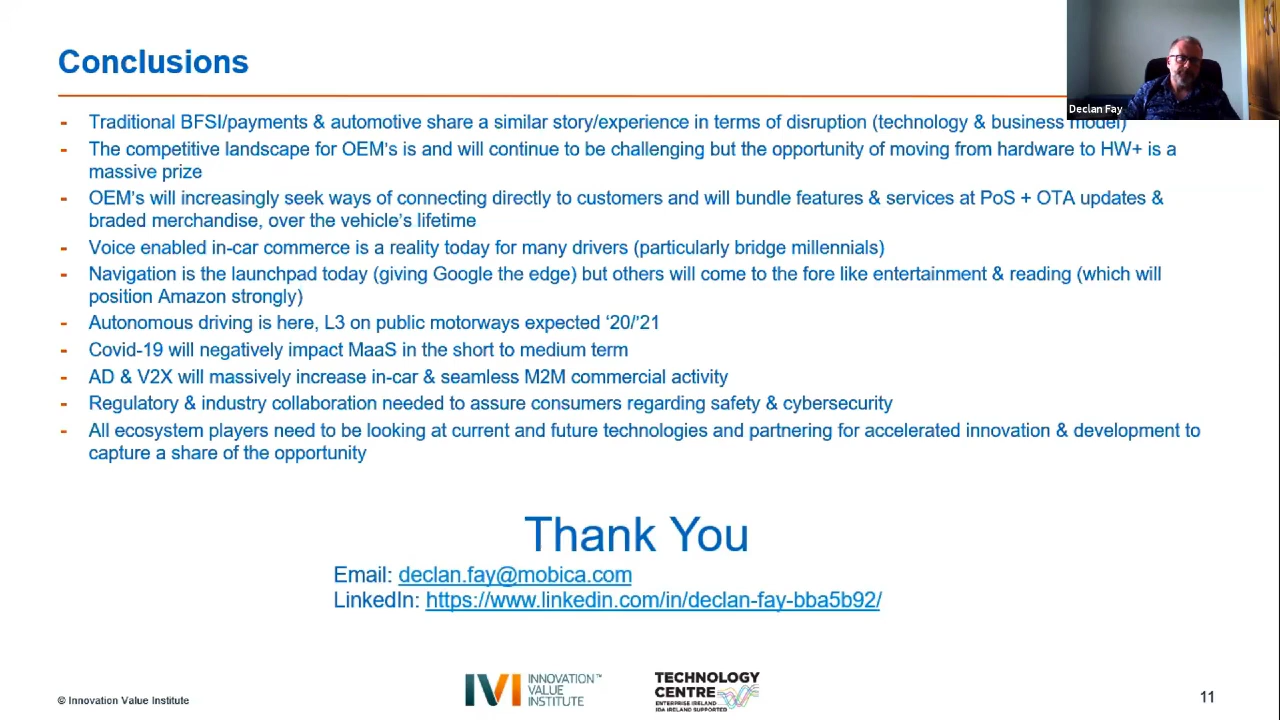 Conclusions
Declan Fay
- Traditional BFSI/payments & automotive share a similar story/experience in terms of disruption (technology & business model)
- The competitive landscape for OEM's is and will continue to be challenging but the opportunity of moving from hardware to HW+ is a
massive prize
- OEM's will increasingly seek ways of connecting directly to customers and will bundle features & services at PoS + OTA updates &
braded merchandise, over the vehicle's lifetime
- Voice enabled in-car commerce is a reality today for many drivers (particularly bridge millennials)
- Navigation is the launchpad today (giving Google the edge) but others will come to the fore like entertainment & reading (which will
position Amazon strongly)
- Autonomous driving is here, L3 on public motorways expected '20/'21
- Covid-19 will negatively impact MaaS in the short to medium term
- AD & V2X will massively increase in-car & seamless M2M commercial activity
- Regulatory & industry collaboration needed to assure consumers regarding safety & cybersecurity
- All ecosystem players need to be looking at current and future technologies and partnering for accelerated innovation & development to
capture a share of the opportunity
Thank You
Email: declan.fay@mobica.com
LinkedIn: https://www.linkedin.com/in/declan-fay-bba5b92/
© Innovation Value Institute
IVI INNOVATION™
VALUE
INSTITUTE
TECHNOLOGY
CENTRE
ENTERPRISE IRELAND
IDA IRELAND SUPPORTED
11